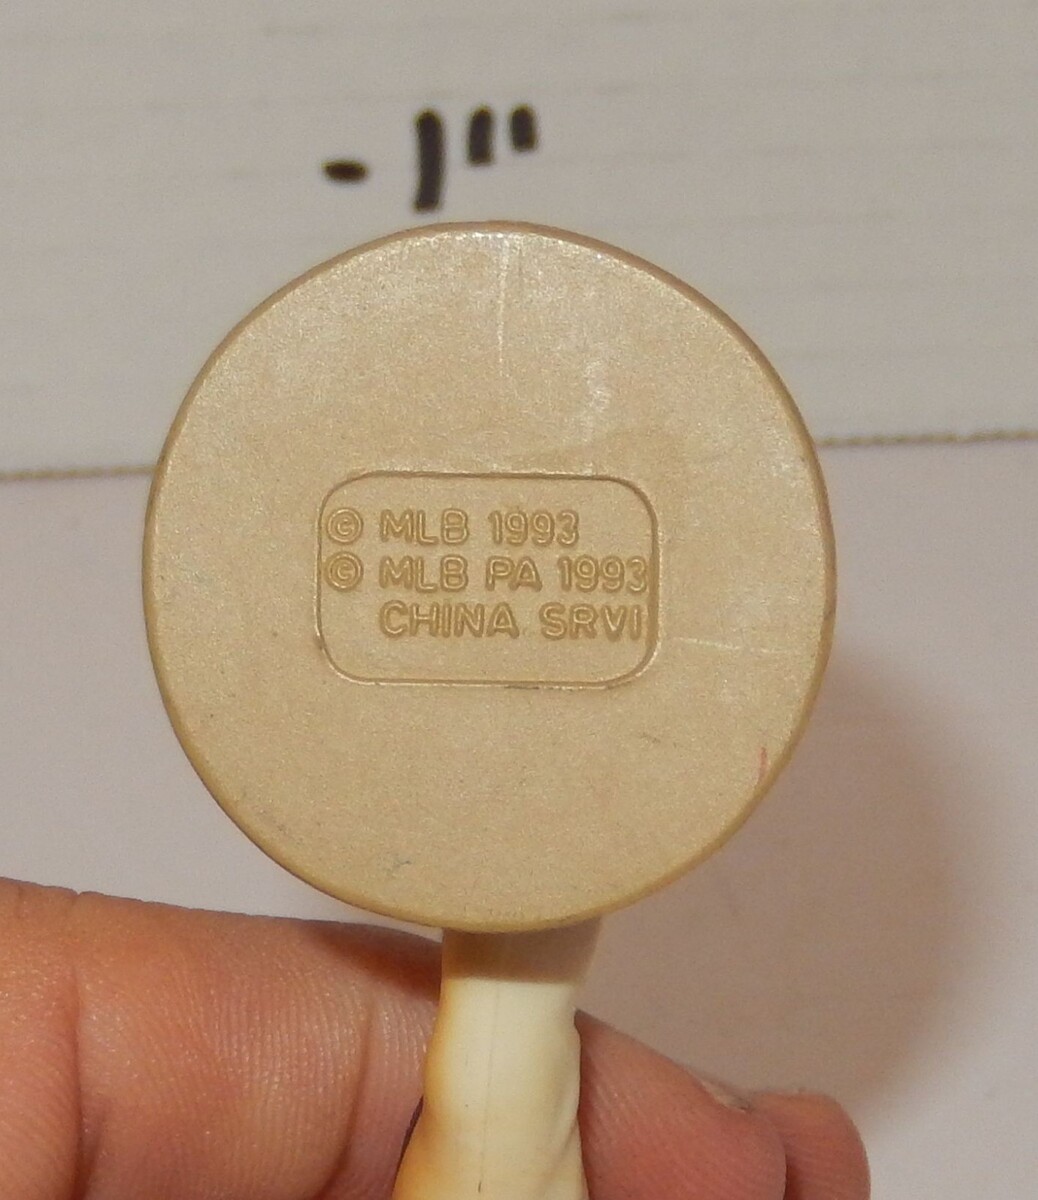 - 1"
© MLB 1993
© MLB PA 1993
CHINA SRVI